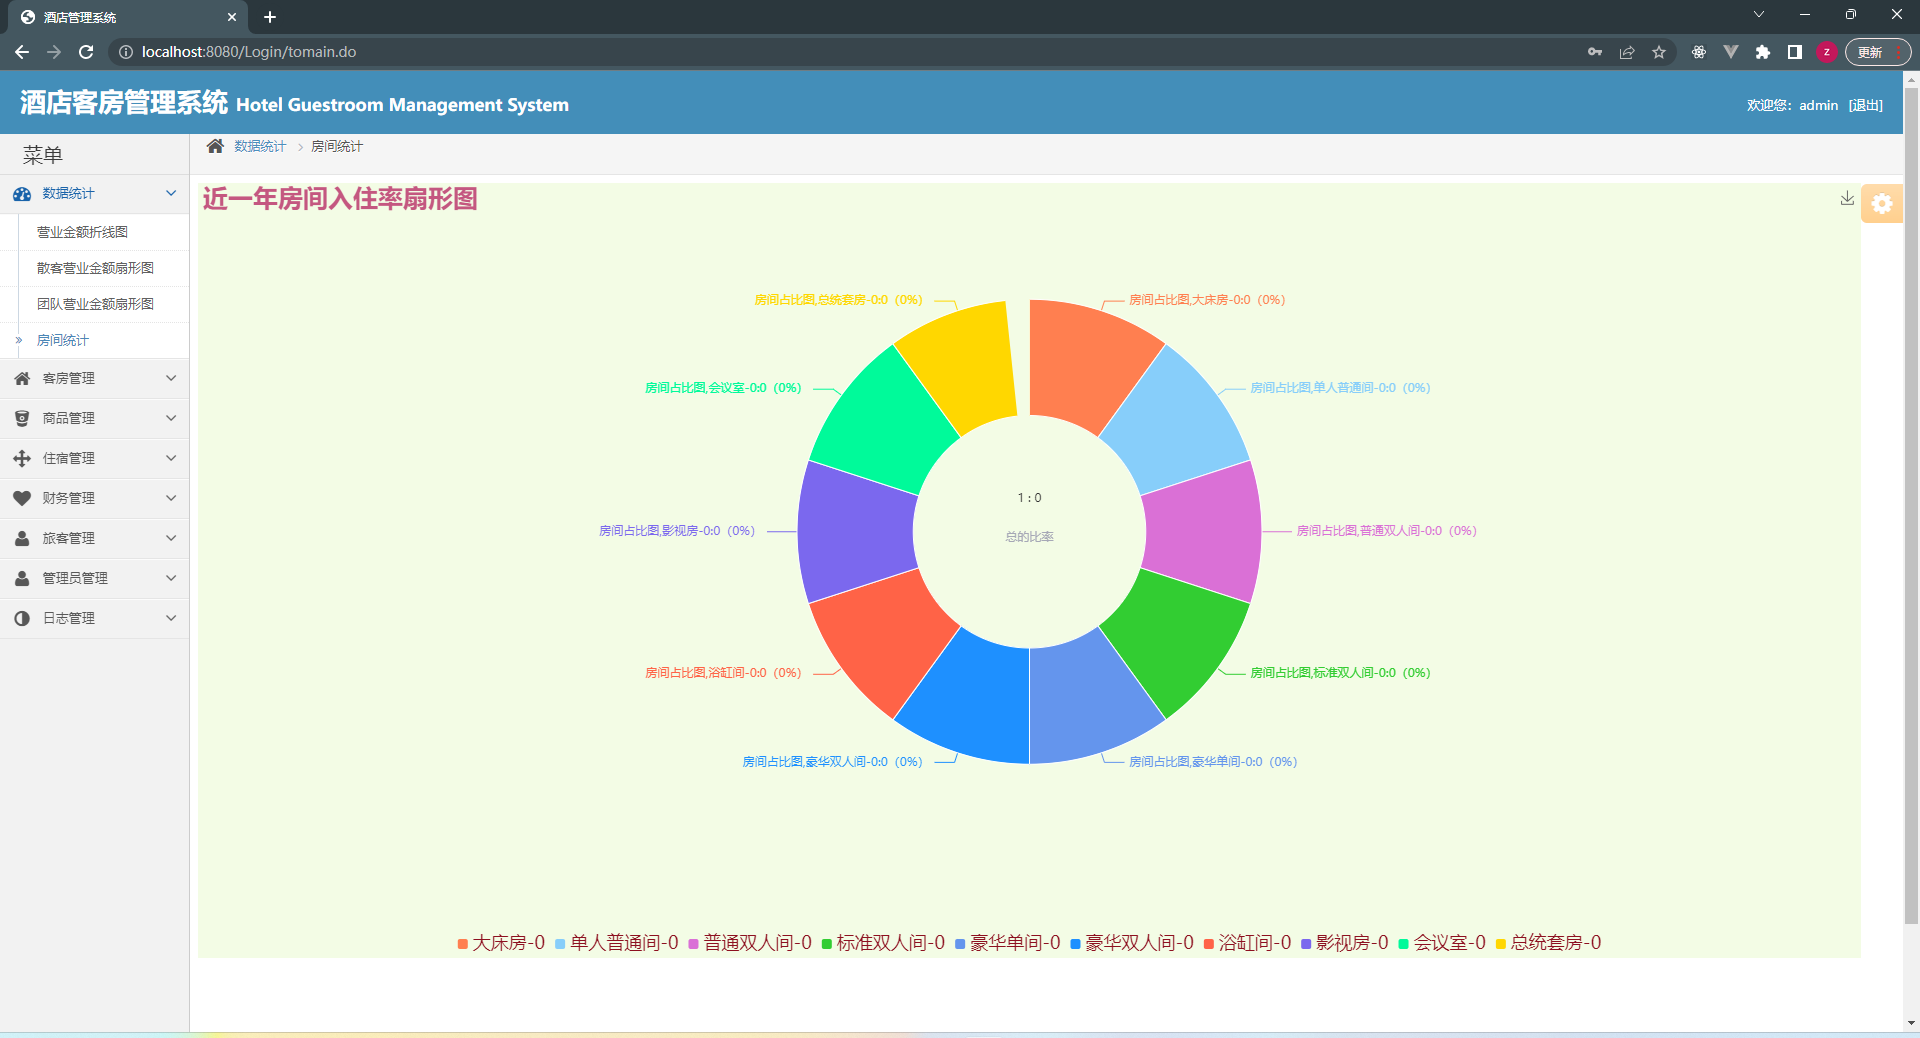 酒店管理系统
localhost:8080/Login/tomain.do
z
更新
酒店客房管理系统 Hotel Guestroom Management System
欢迎您：admin [退出]
菜单
数据统计
营业金额折线图
散客营业金额扇形图
团队营业金额扇形图
房间统计
客房管理
商品管理
住宿管理
财务管理
旅客管理
管理员管理
日志管理
数据统计 > 房间统计
近一年房间入住率扇形图
房间占比图,总统套房-0:0（0%）
房间占比图,大床房-0:0（0%）
房间占比图,会议室-0:0（0%）
房间占比图,单人普通间-0:0（0%）
1 : 0
总的比率
房间占比图,影视房-0:0（0%）
房间占比图,普通双人间-0:0（0%）
房间占比图,浴缸间-0:0（0%）
房间占比图,标准双人间-0:0（0%）
房间占比图,豪华双人间-0:0（0%）
房间占比图,豪华单间-0:0（0%）
大床房-0 单人普通间-0 普通双人间-0 标准双人间-0 豪华单间-0 豪华双人间-0 浴缸间-0 影视房-0 会议室-0 总统套房-0